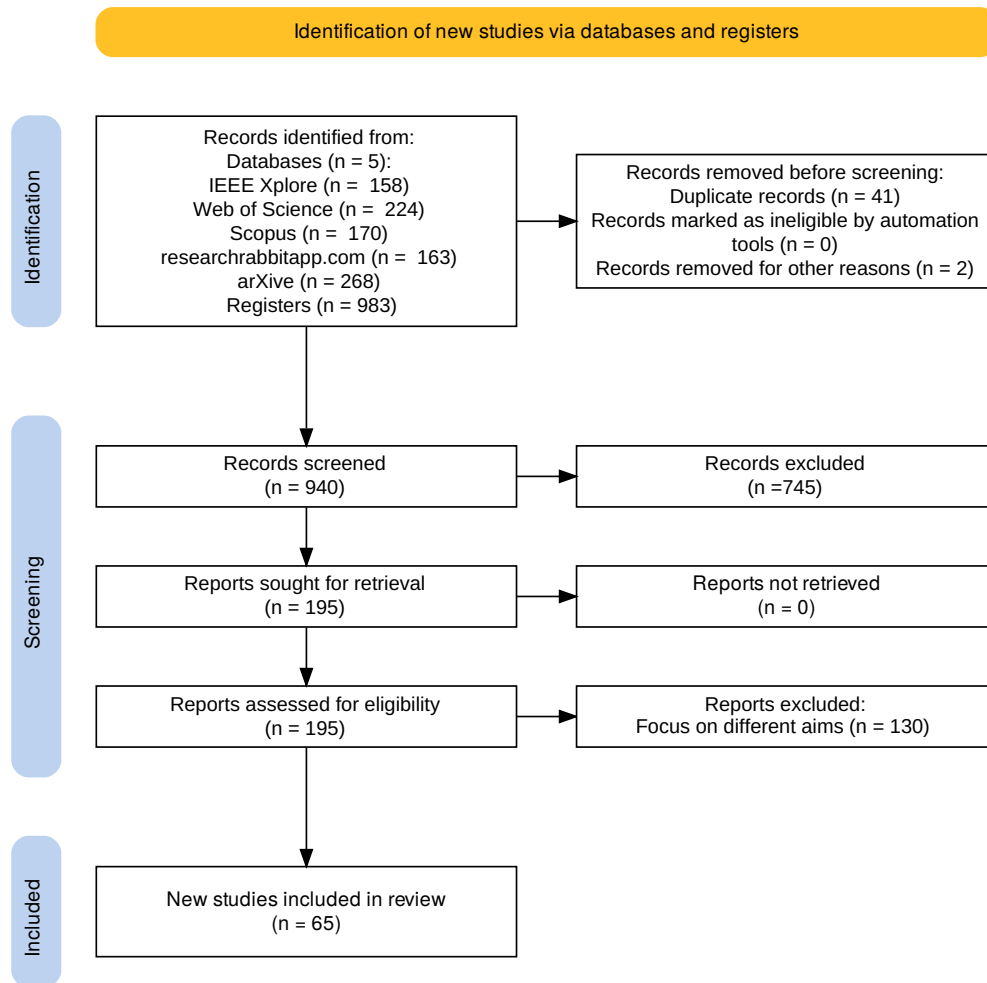 Identification of new studies via databases and registers
Identification
Records identified from:
Databases (n = 5):
IEEE Xplore (n =  158)
Web of Science (n =  224)
Scopus (n =  170)
researchrabbitapp.com (n =  163)
arXive (n = 268)
Registers (n = 983)
Records removed before screening:
Duplicate records (n = 41)
Records marked as ineligible by automation
tools (n = 0)
Records removed for other reasons (n = 2)
Screening
Records screened
(n = 940)
Records excluded
(n =745)
Reports sought for retrieval
(n = 195)
Reports not retrieved
(n = 0)
Reports assessed for eligibility
(n = 195)
Reports excluded:
Focus on different aims (n = 130)
Included
New studies included in review
(n = 65)